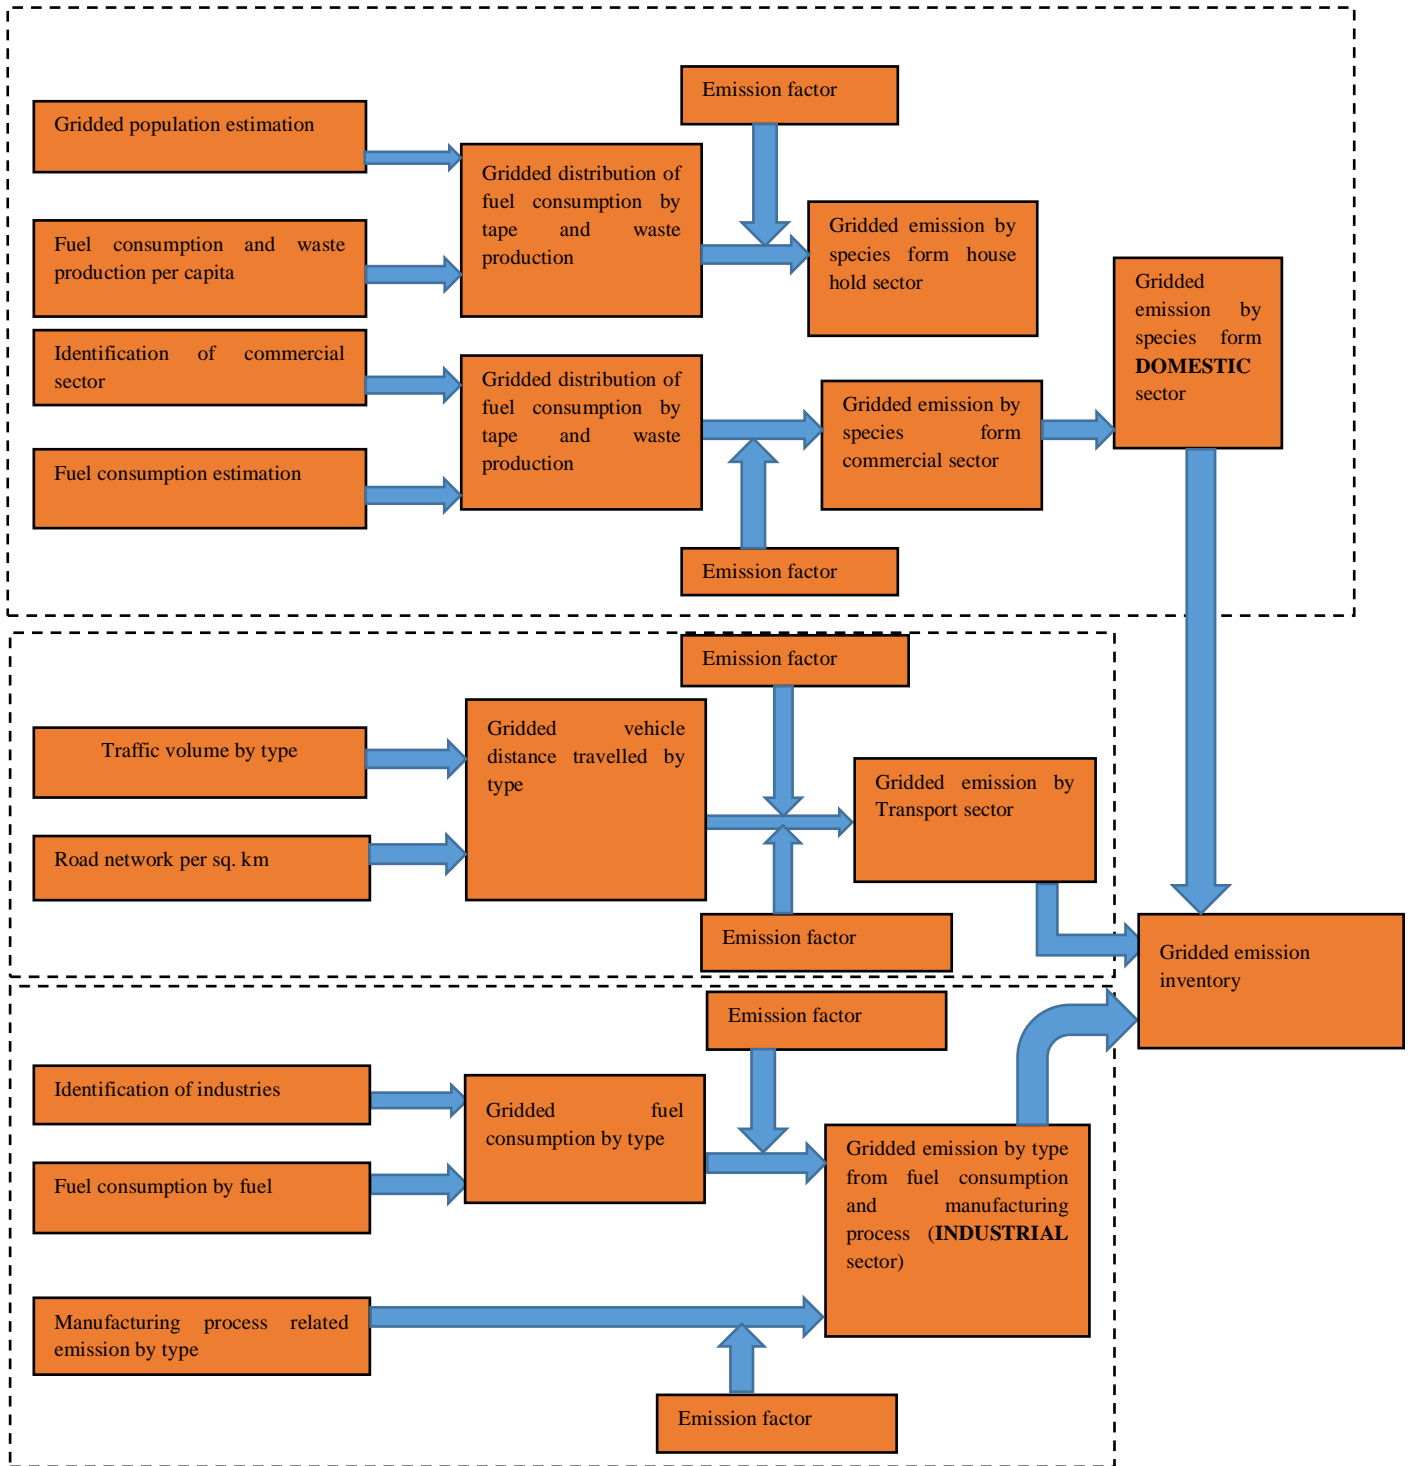 Emission factor
Gridded population estimation
Gridded distribution of
fuel consumption by
tape and waste
production
Fuel consumption and waste
production per capita
Gridded emission by
species form house
hold sector
Identification of commercial
sector
Gridded distribution of
fuel consumption by
tape and waste
production
Fuel consumption estimation
Gridded emission by
species form
commercial sector
Gridded
emission by
species form
DOMESTIC
sector
Emission factor
Emission factor
Traffic volume by type
Gridded vehicle
distance travelled by
type
Road network per sq. km
Gridded emission by
Transport sector
Emission factor
Gridded emission
inventory
Emission factor
Identification of industries
Gridded fuel
consumption by type
Fuel consumption by fuel
Gridded emission by type
from fuel consumption
and manufacturing
process (INDUSTRIAL
sector)
Manufacturing process related
emission by type
Emission factor